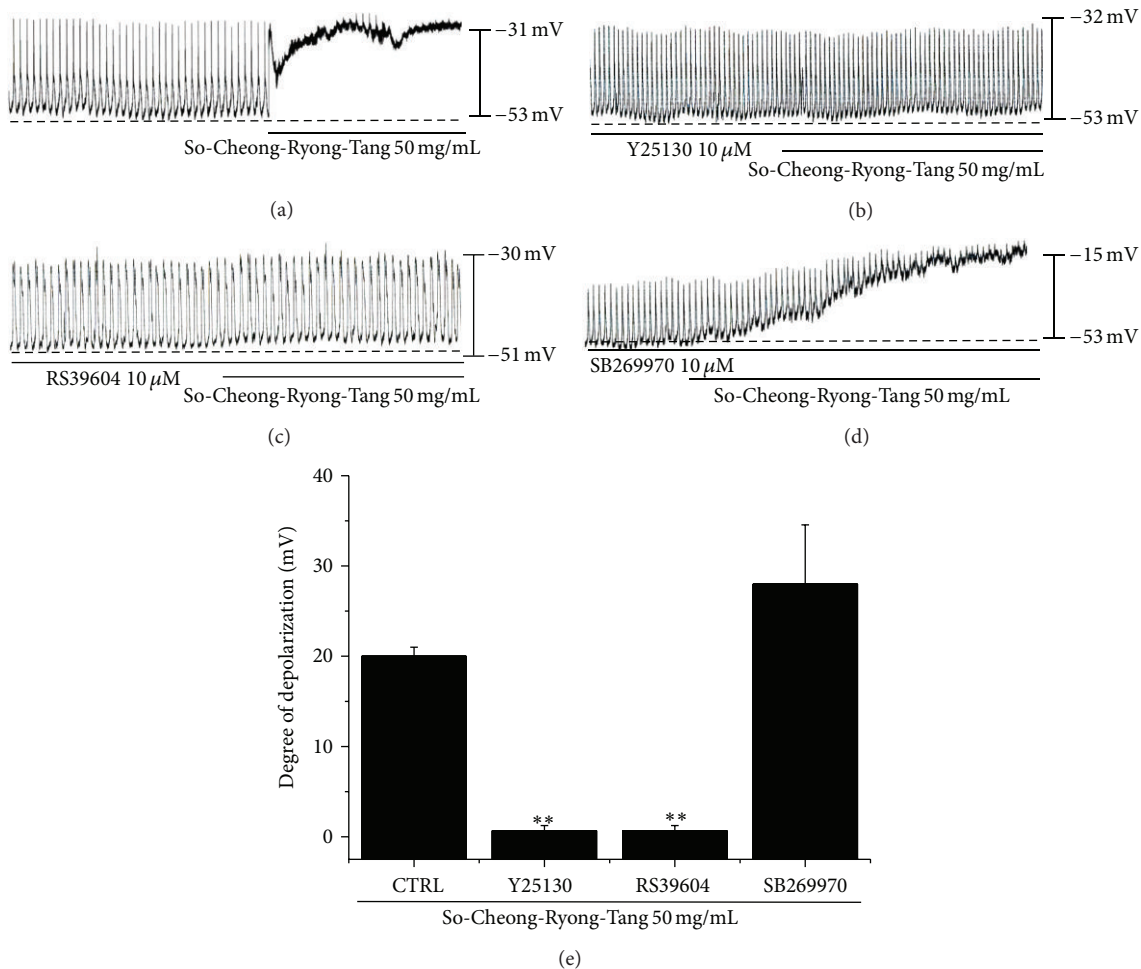 −31 mV
−53 mV
So-Cheong-Ryong-Tang 50 mg/mL
(a)
−32 mV
−53 mV
Y25130 10 μM
So-Cheong-Ryong-Tang 50 mg/mL
(b)
−30 mV
−51 mV
RS39604 10 μM
So-Cheong-Ryong-Tang 50 mg/mL
(c)
−15 mV
−53 mV
SB269970 10 μM
So-Cheong-Ryong-Tang 50 mg/mL
(d)
Degree of depolarization (mV)
40
30
20
10
0
** **
CTRL Y25130 RS39604 SB269970
So-Cheong-Ryong-Tang 50 mg/mL
(e)